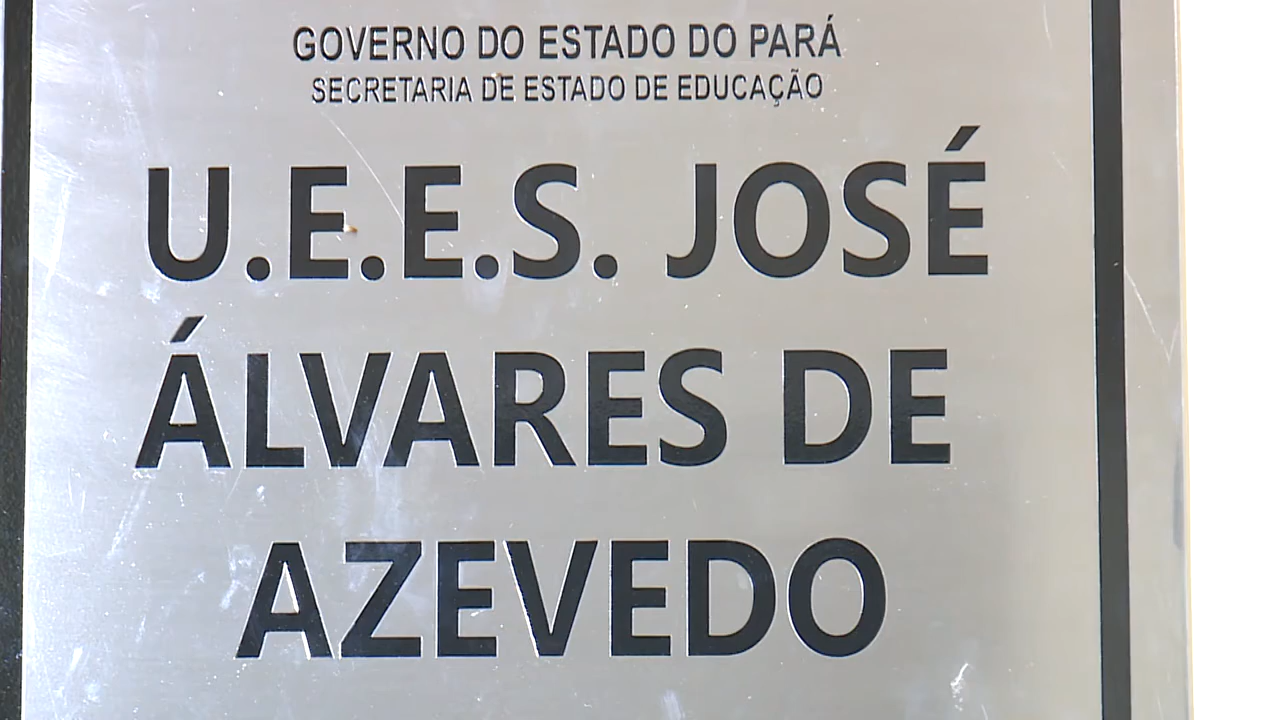 GOVERNO DO ESTADO DO PARÁ
SECRETARIA DE ESTADO DE EDUCAÇÃO
U.E.E.S. JOSÉ
ÁLVARES DE
AZEVEDO